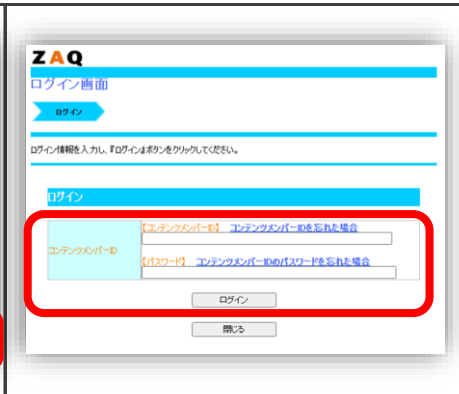 ZAQ
ログイン画面
ログイン
ログイン情報を入力し、『ログイン』ボタンをクリックしてください。
ログイン
【コンテンツメンバーID】 コンテンツメンバーIDを忘れた場合
コンテンツメンバーID
【パスワード】 コンテンツメンバーIDのパスワードを忘れた場合
ログイン
閉じる